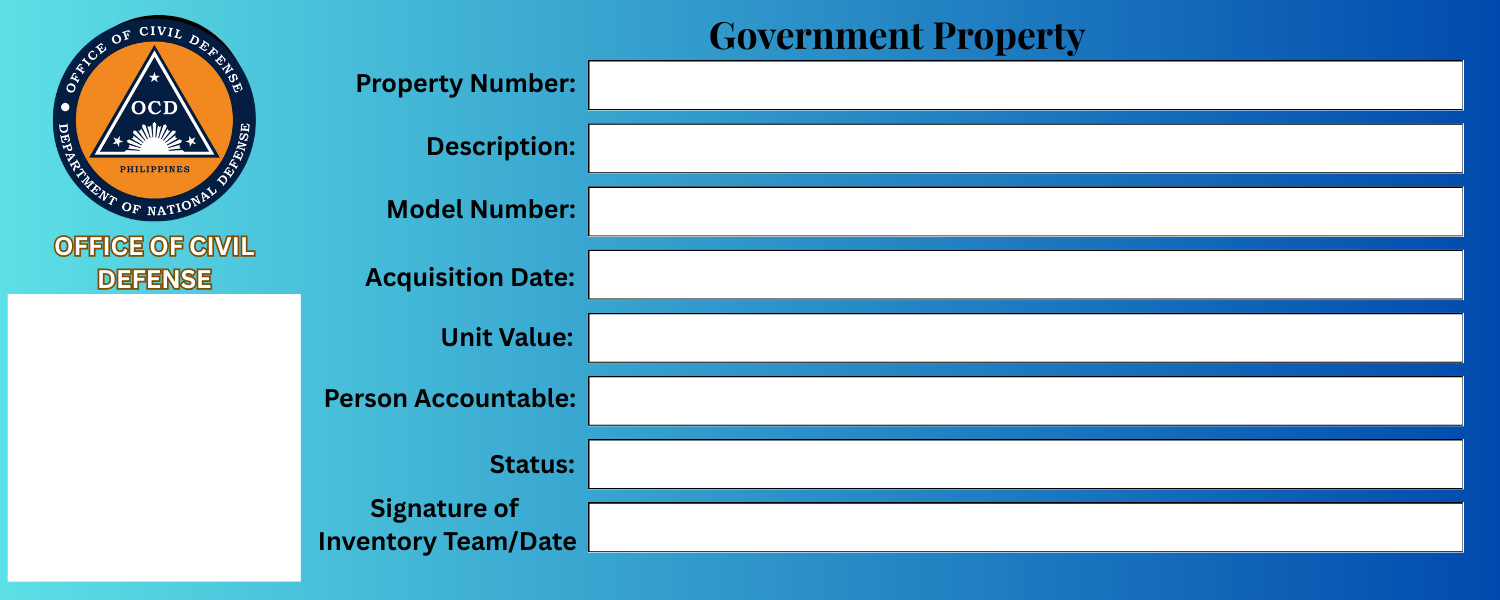 OFFICE OF CIVIL DEFENSE
DEPARTMENT OF NATIONAL DEFENSE
OCD
PHILIPPINES
OFFICE OF CIVIL
DEFENSE
Government Property
Property Number:
Description:
Model Number:
Acquisition Date:
Unit Value:
Person Accountable:
Status:
Signature of
Inventory Team/Date